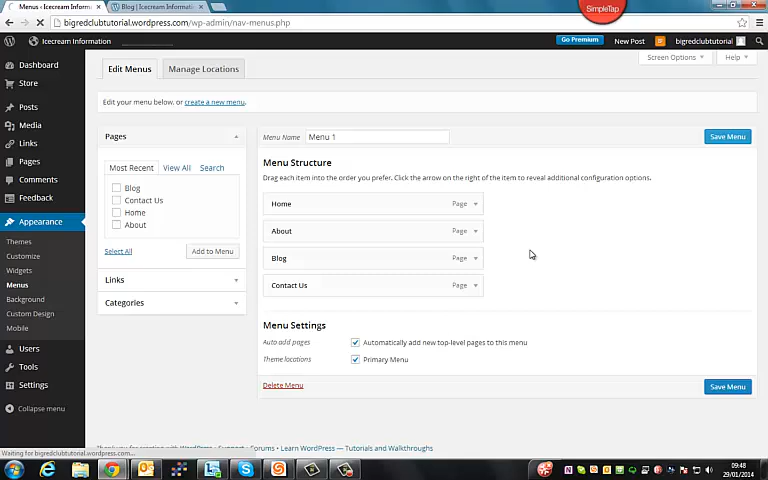 Menus ‹ Icecream Information
Blog | Icecream Information
SimpleTap
bigredclubtutorial.wordpress.com/wp-admin/nav-menus.php
Icecream Information
Go Premium
New Post
bigredclubtutorial
Dashboard
Store
Posts
Media
Links
Pages
Comments
Feedback
Appearance
Themes
Customize
Widgets
Menus
Background
Custom Design
Mobile
Users
Tools
Settings
Collapse menu
Screen Options
Help
Edit Menus
Manage Locations
Edit your menu below, or create a new menu.
Pages
Most Recent
View All
Search
Blog
Contact Us
Home
About
Select All
Add to Menu
Links
Categories
Menu Name
Menu 1
Save Menu
Menu Structure
Drag each item into the order you prefer. Click the arrow on the right of the item to reveal additional configuration options.
Home Page
About Page
Blog Page
Contact Us Page
Menu Settings
Auto add pages
Automatically add new top-level pages to this menu
Theme locations
Primary Menu
Delete Menu
Save Menu
Waiting for bigredclubtutorial.wordpress.com...
Forums • Learn WordPress — Tutorials and Walkthroughs
09:48
29/01/2014